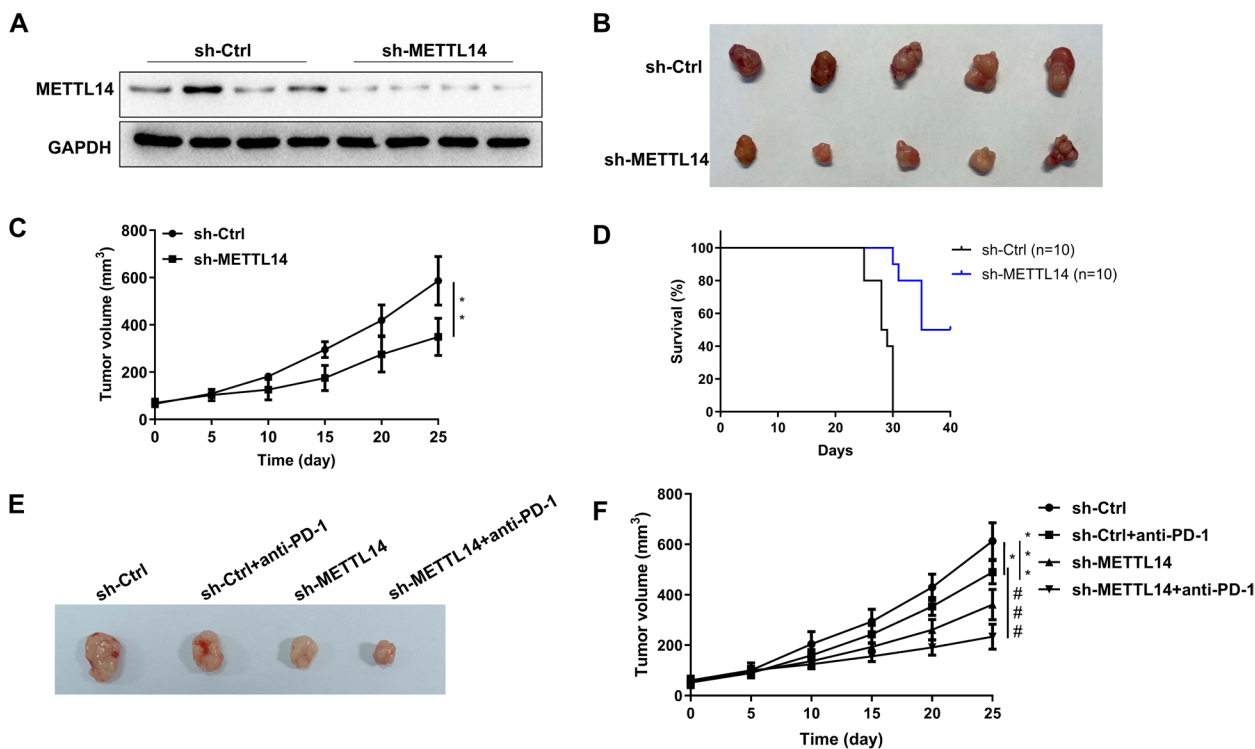 A
sh-Ctrl
sh-METTL14
METTL14
GAPDH
B
sh-Ctrl
sh-METTL14
C
Tumor volume (mm³)
800
600
400
200
0
0 5 10 15 20 25
Time (day)
sh-Ctrl
sh-METTL14
* *
D
Survival (%)
100
80
60
40
20
0
0 10 20 30 40
Days
sh-Ctrl (n=10)
sh-METTL14 (n=10)
E
sh-Ctrl
sh-Ctrl+anti-PD-1
sh-METTL14
sh-METTL14+anti-PD-1
F
Tumor volume (mm³)
800
600
400
200
0
0 5 10 15 20 25
Time (day)
sh-Ctrl
sh-Ctrl+anti-PD-1
sh-METTL14
sh-METTL14+anti-PD-1
*
* * *
# # #